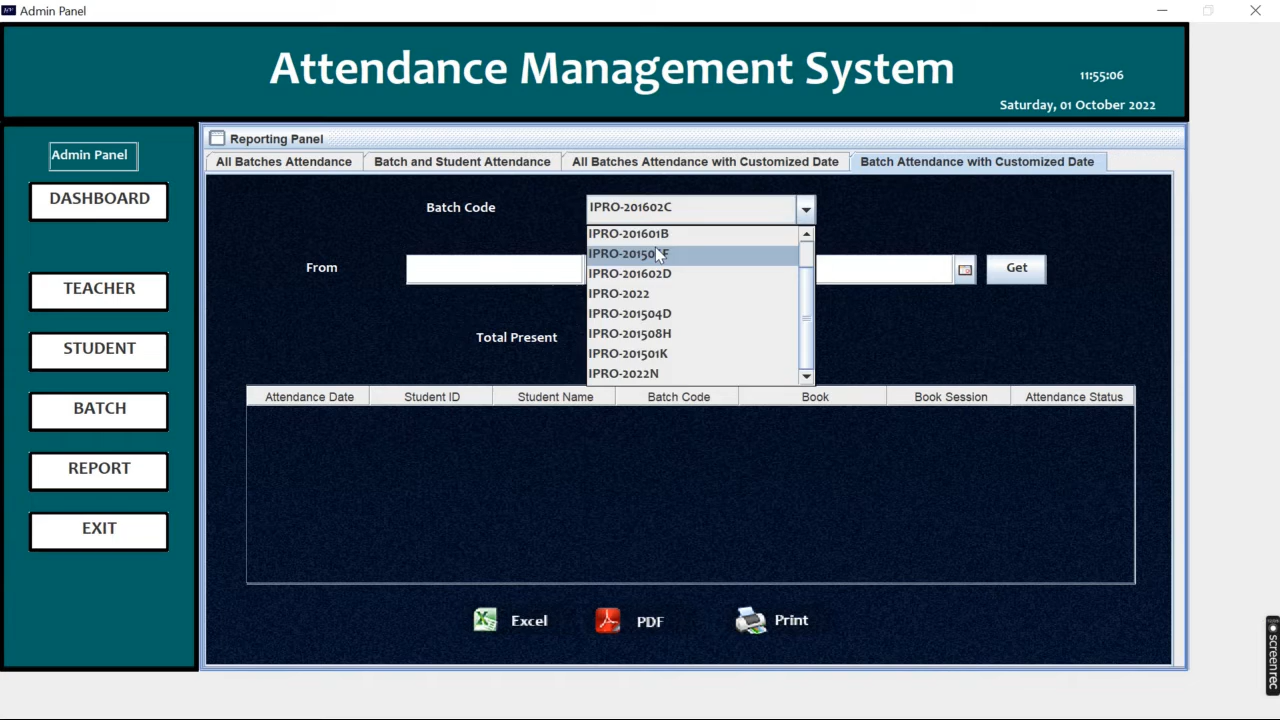 Admin Panel
Attendance Management System
11:55:06
Saturday, 01 October 2022
Admin Panel
DASHBOARD
TEACHER
STUDENT
BATCH
REPORT
EXIT
Reporting Panel
All Batches Attendance
Batch and Student Attendance
All Batches Attendance with Customized Date
Batch Attendance with Customized Date
Batch Code
IPRO-201602C
IPRO-201601B
IPRO-201602D
IPRO-2022
IPRO-201504D
IPRO-201508H
IPRO-201501K
IPRO-2022N
From
Get
Total Present
Attendance Date Student ID Student Name Batch Code Book Book Session Attendance Status
Excel
PDF
Print
screenrec